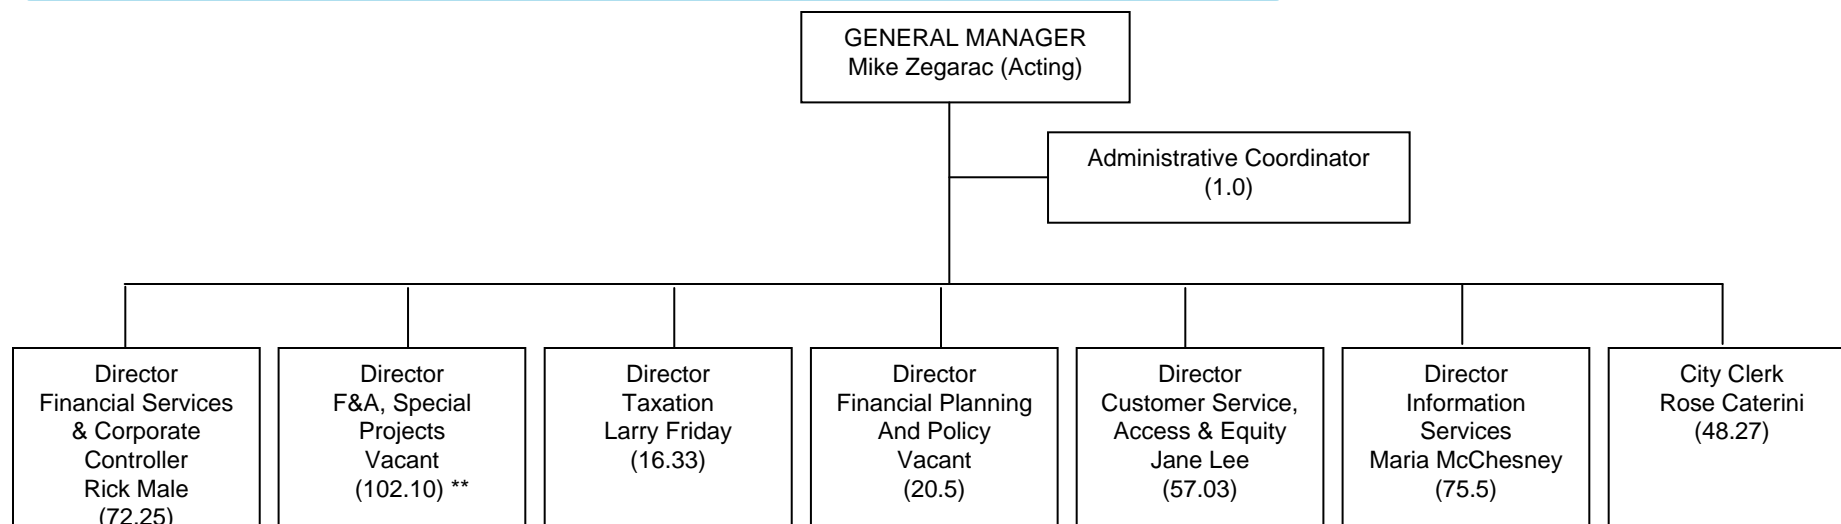 GENERAL MANAGER
Mike Zegarac (Acting)
Administrative Coordinator
(1.0)
Director
Financial Services
& Corporate
Controller
Rick Male
(72.25)
Director
F&A, Special
Projects
Vacant
(102.10) **
Director
Taxation
Larry Friday
(16.33)
Director
Financial Planning
And Policy
Vacant
(20.5)
Director
Customer Service,
Access & Equity
Jane Lee
(57.03)
Director
Information
Services
Maria McChesney
(75.5)
City Clerk
Rose Caterini
(48.27)